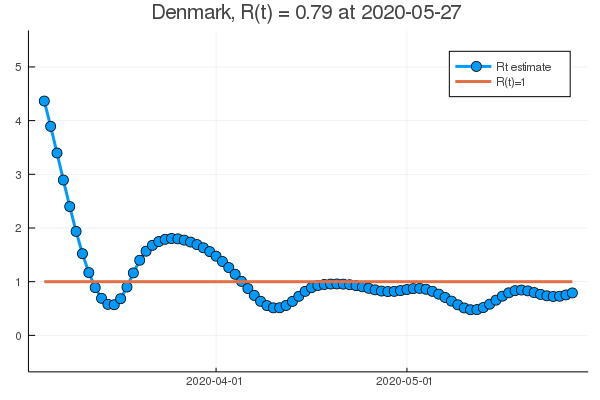 Denmark, R(t) = 0.79 at 2020-05-27
Rt estimate
R(t)=1
5
4
3
2
1
0
2020-04-01
2020-05-01